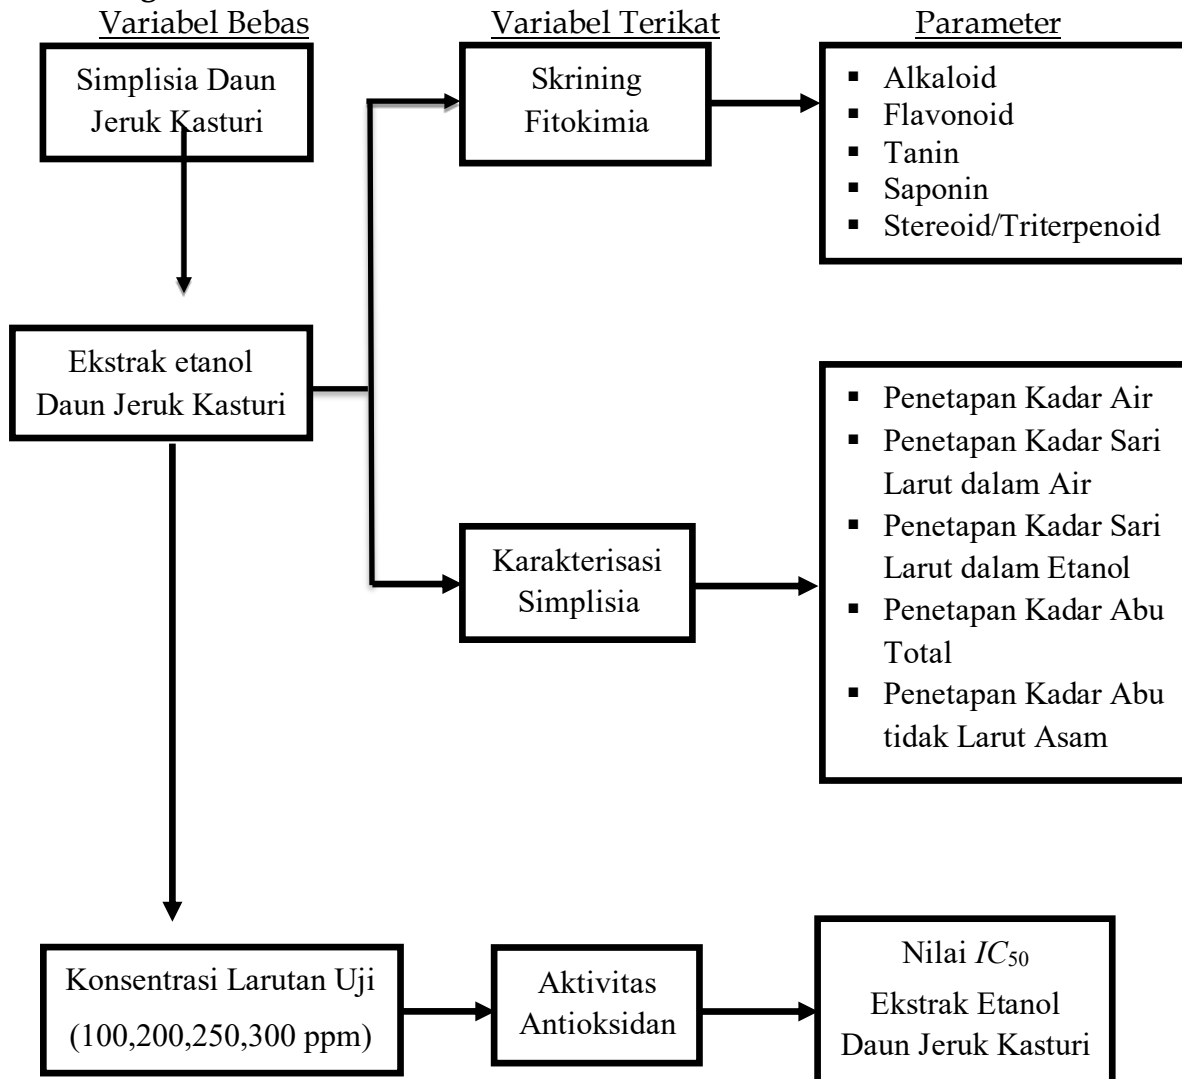 Variabel Bebas
Variabel Terikat
Parameter
Simplisia Daun
Jeruk Kasturi
Skrining
Fitokimia
▪ Alkaloid
▪ Flavonoid
▪ Tanin
▪ Saponin
▪ Stereoid/Triterpenoid
Ekstrak etanol
Daun Jeruk Kasturi
Karakterisasi
Simplisia
▪ Penetapan Kadar Air
▪ Penetapan Kadar Sari
Larut dalam Air
▪ Penetapan Kadar Sari
Larut dalam Etanol
▪ Penetapan Kadar Abu
Total
▪ Penetapan Kadar Abu
tidak Larut Asam
Konsentrasi Larutan Uji
(100,200,250,300 ppm)
Aktivitas
Antioksidan
Nilai IC50
Ekstrak Etanol
Daun Jeruk Kasturi